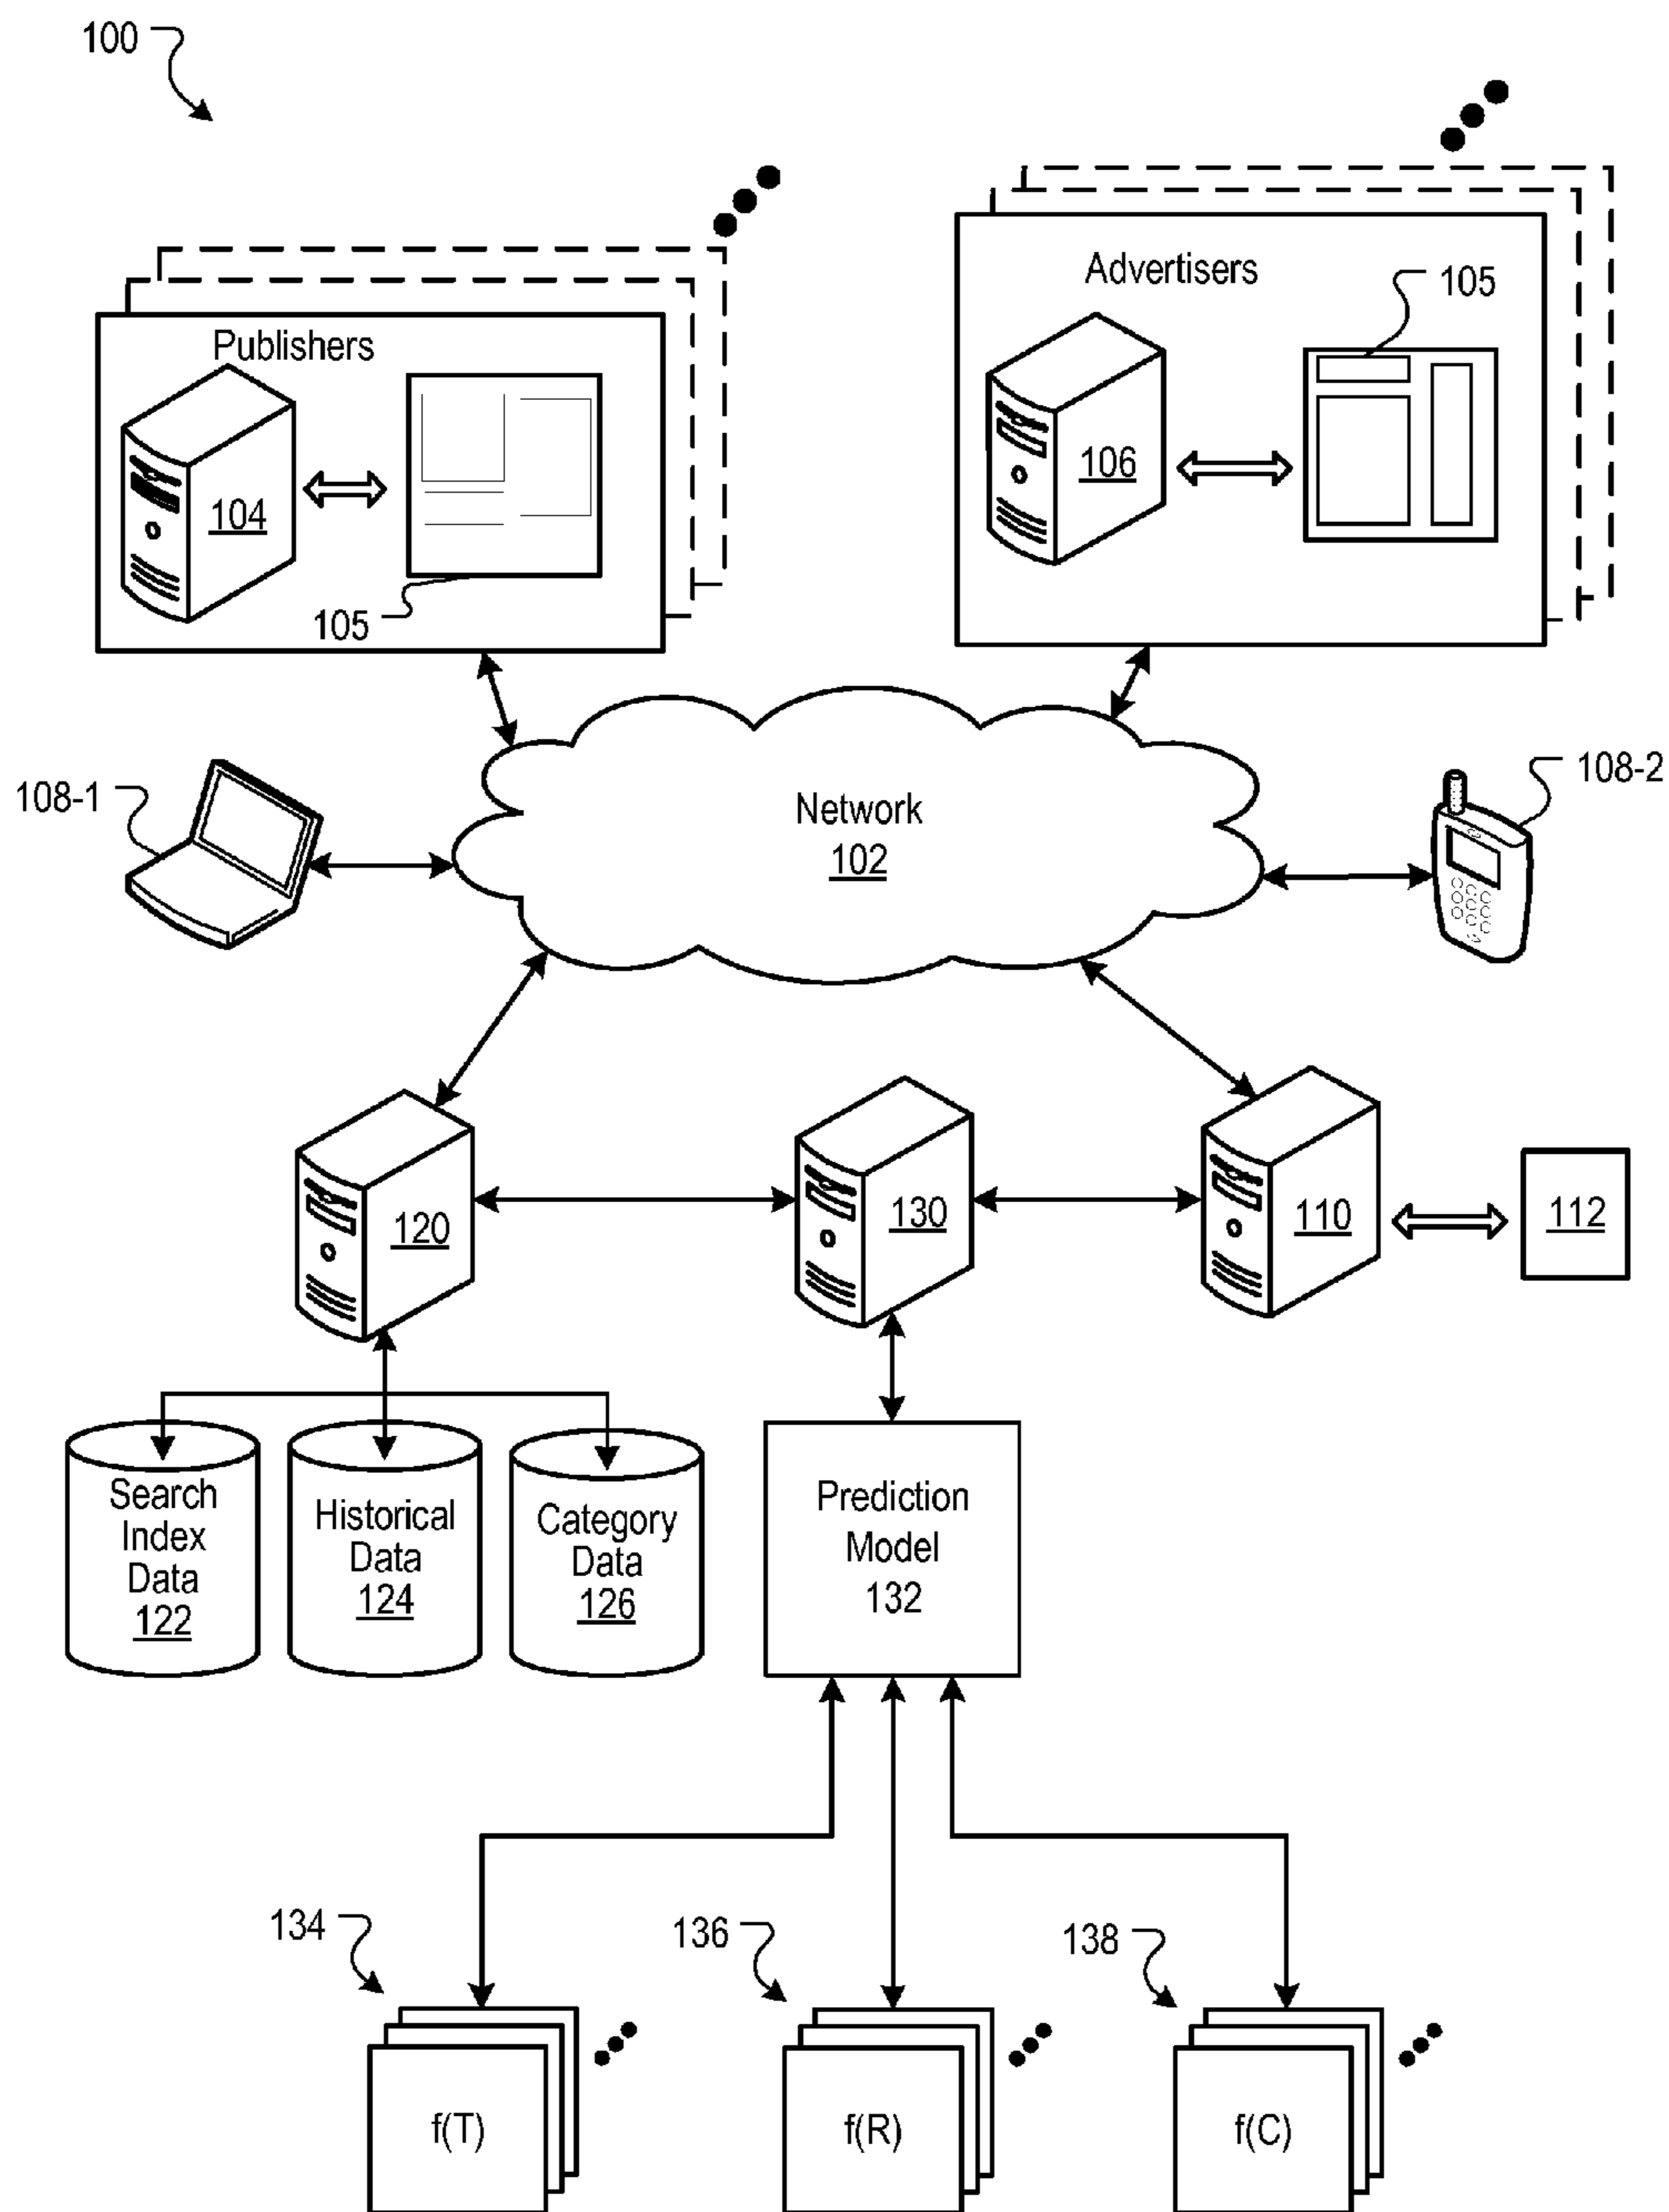 100
Publishers
104
105
Advertisers
105
106
108-1
Network
102
108-2
120
130
110
112
Search
Index
Data
122
Historical
Data
124
Category
Data
126
Prediction
Model
132
134
136
138
f(T)
f(R)
f(C)